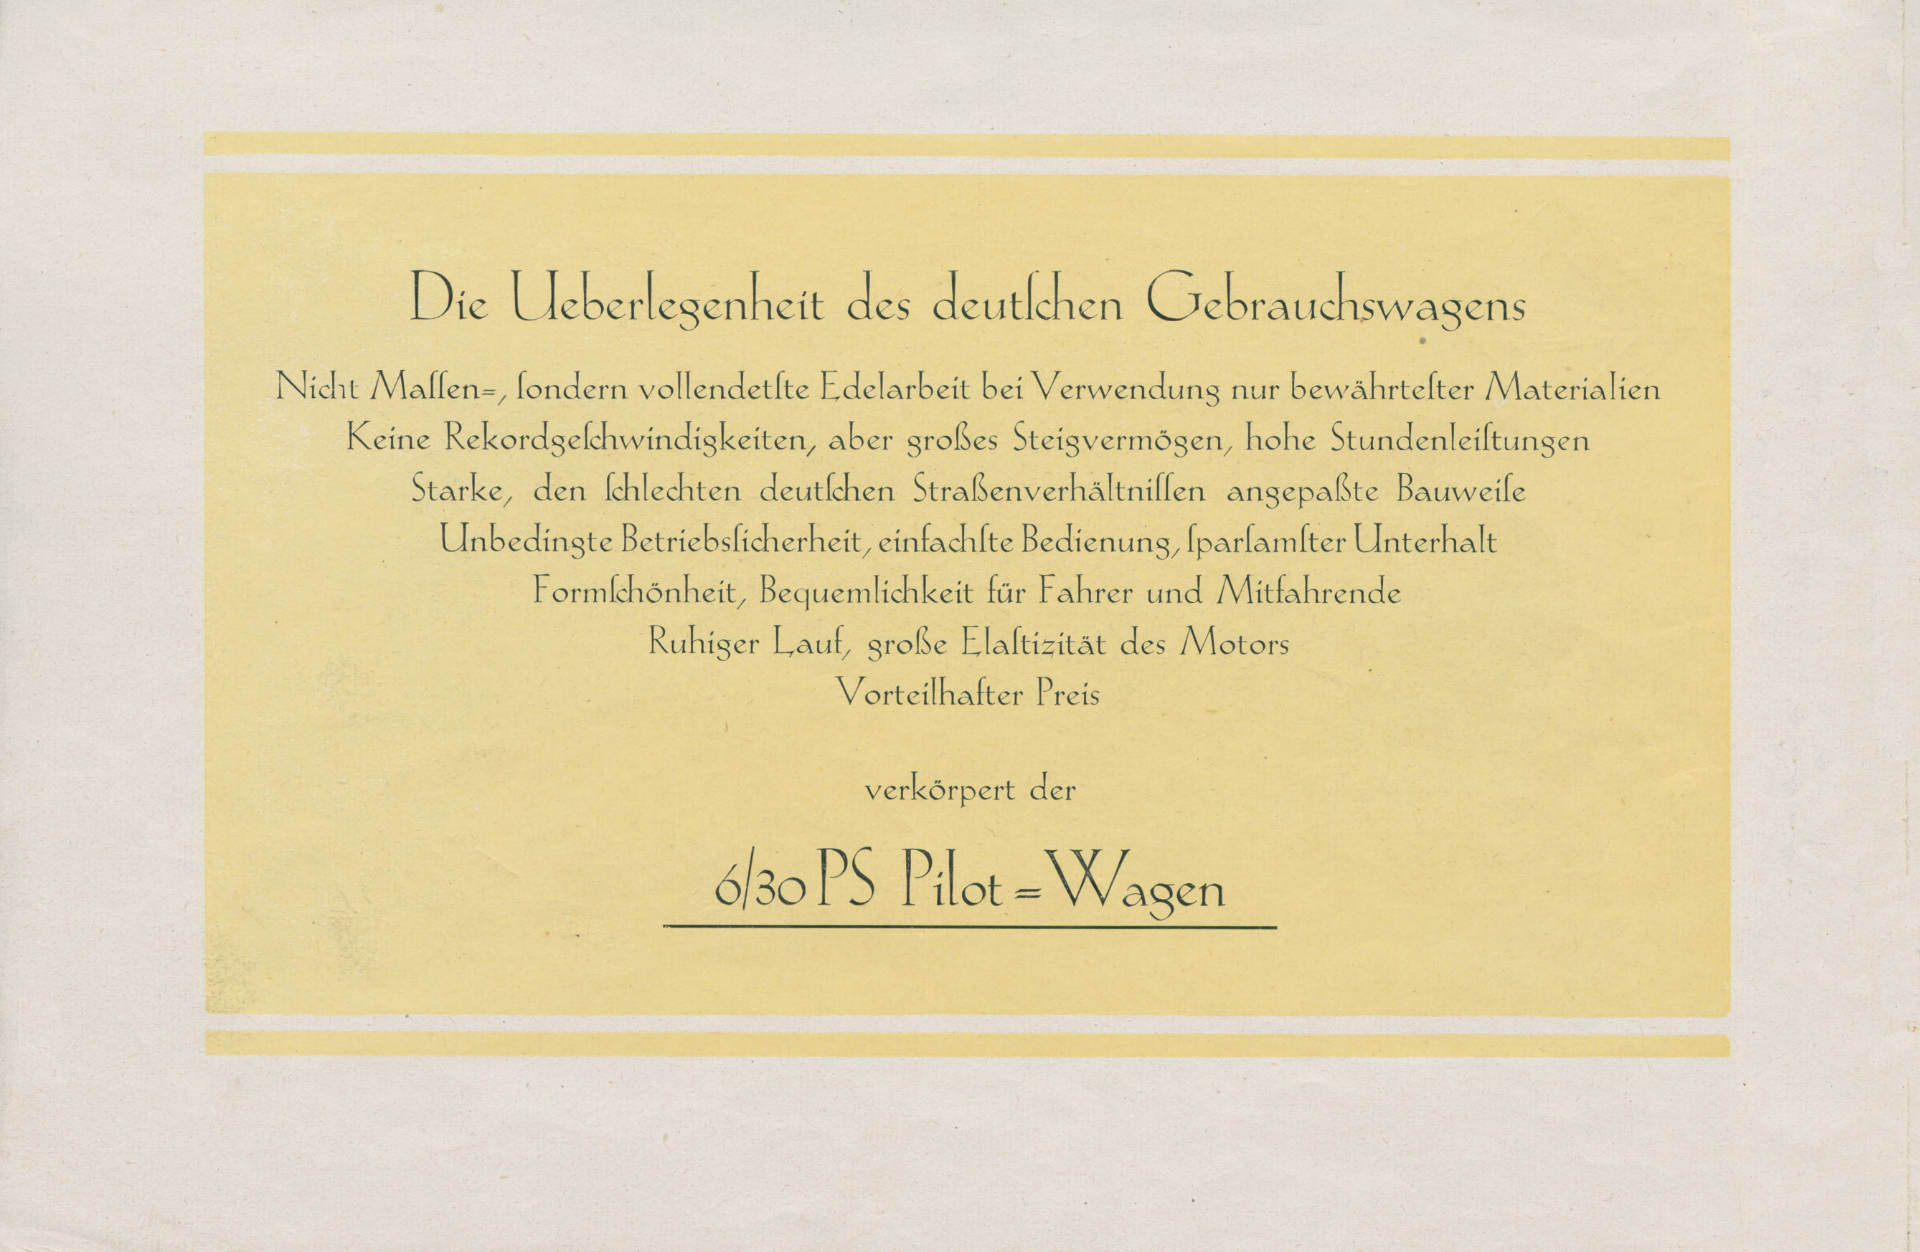 Die Ueberlegenheit des deutſchen Gebrauchswagens
Nicht Maſſen=, ſondern vollendetſte Edelarbeit bei Verwendung nur bewährteſter Materialien
Keine Rekordgeſchwindigkeiten, aber großes Steigvermögen, hohe Stundenleiſtungen
Starke, den ſchlechten deutſchen Straßenverhältniſſen angepaßte Bauweiſe
Unbedingte Betriebsſicherheit, einfachſte Bedienung, ſparſamſter Unterhalt
Formſchönheit, Bequemlichkeit für Fahrer und Mitfahrende
Ruhiger Lauf, große Elaſtizität des Motors
Vorteilhafter Preis
verkörpert der
6/30 PS Pilot=Wagen